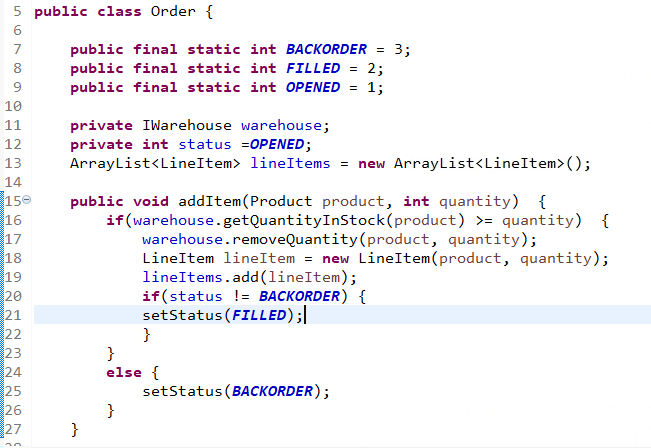 5 public class Order {
6
7     public final static int BACKORDER = 3;
8     public final static int FILLED = 2;
9     public final static int OPENED = 1;
10
11     private IWarehouse warehouse;
12     private int status =OPENED;
13     ArrayList<LineItem> lineItems = new ArrayList<LineItem>();
14
15     public void addItem(Product product, int quantity)  {
16         if(warehouse.getQuantityInStock(product) >= quantity)  {
17             warehouse.removeQuantity(product, quantity);
18             LineItem lineItem = new LineItem(product, quantity);
19             lineItems.add(lineItem);
20             if(status != BACKORDER) {
21             setStatus(FILLED);
22             }
23         }
24         else {
25             setStatus(BACKORDER);
26         }
27     }